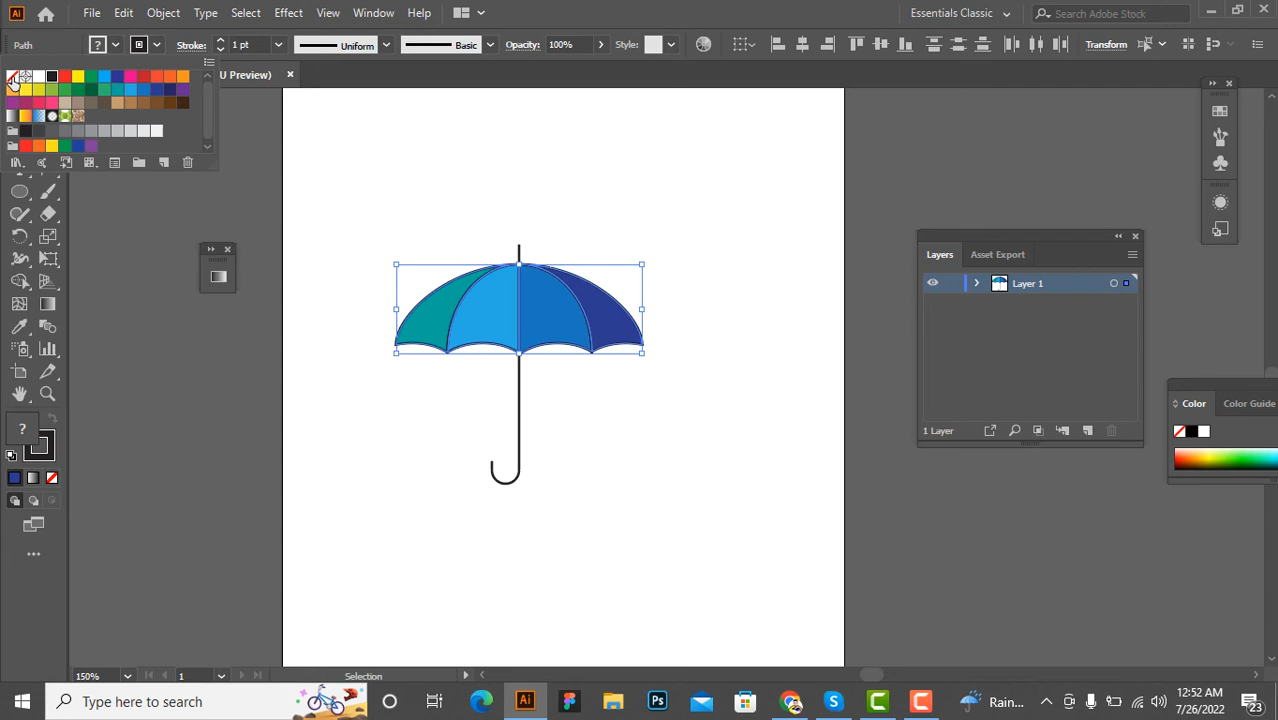 Ai File Edit Object Type Select Effect View Window Help Essentials Classic Search Adobe Stock
Path ? Stroke: 1 pt Uniform Basic Opacity: 100% Style: Transform
U Preview)
Layers Asset Export
Layer 1
Color Color Guide
?
1 Layer
150% 1 Selection
Type here to search Ai Ps Rain... 12:52 AM
7/26/2022 23